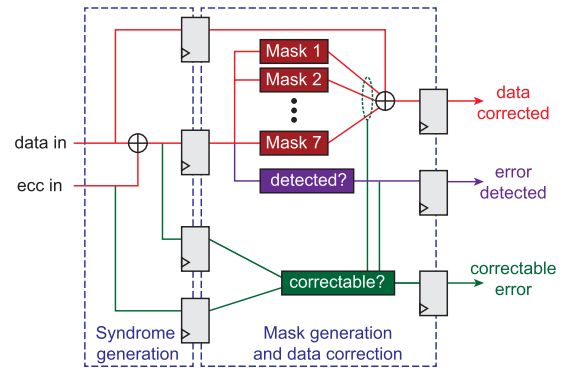 Mask 1
Mask 2
Mask 7
data in
ecc in
detected?
correctable?
data
corrected
error
detected
correctable
error
Syndrome
generation
Mask generation
and data correction